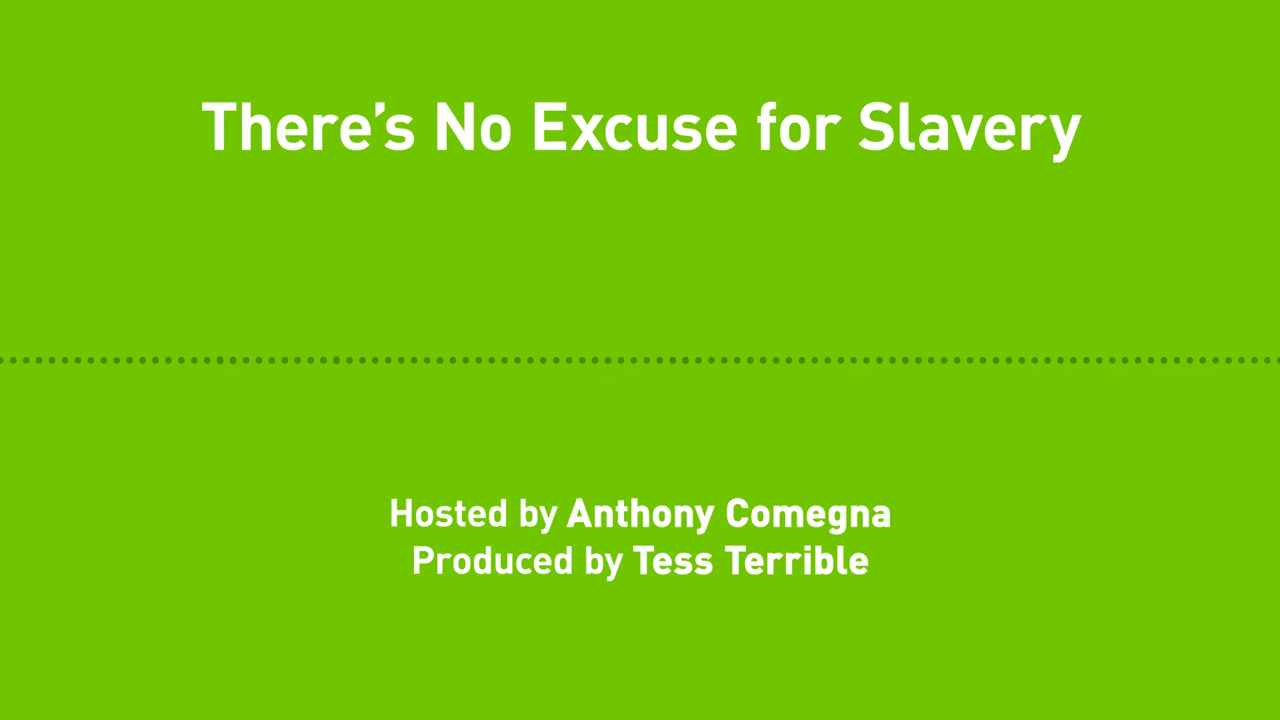 There’s No Excuse for Slavery
Hosted by Anthony Comegna
Produced by Tess Terrible